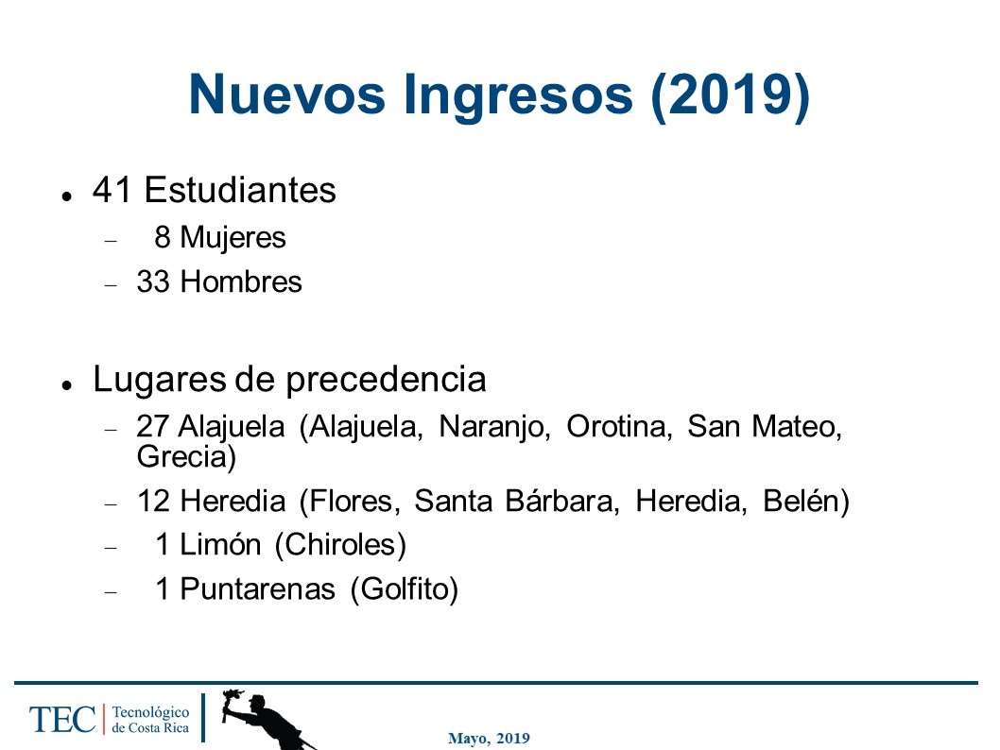 Nuevos Ingresos (2019)
● 41 Estudiantes
– 8 Mujeres
– 33 Hombres
● Lugares de precedencia
– 27 Alajuela (Alajuela, Naranjo, Orotina, San Mateo,
Grecia)
– 12 Heredia (Flores, Santa Bárbara, Heredia, Belén)
– 1 Limón (Chiroles)
– 1 Puntarenas (Golfito)
TEC | Tecnológico
de Costa Rica
Mayo, 2019